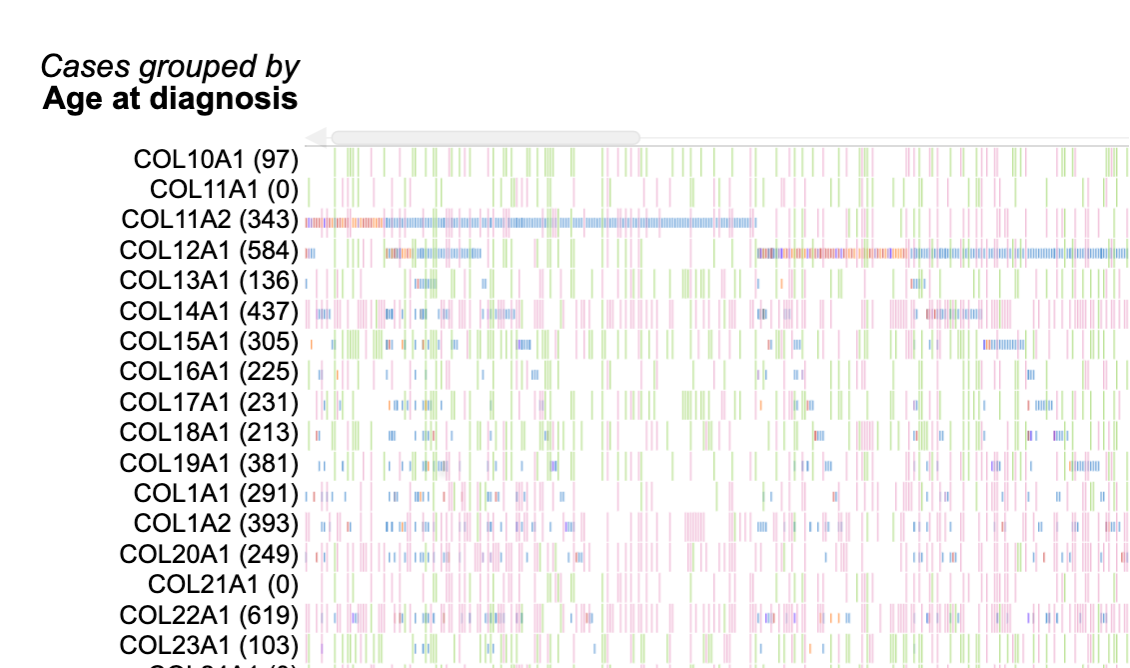 Cases grouped by
Age at diagnosis
COL10A1 (97)
COL11A1 (0)
COL11A2 (343)
COL12A1 (584)
COL13A1 (136)
COL14A1 (437)
COL15A1 (305)
COL16A1 (225)
COL17A1 (231)
COL18A1 (213)
COL19A1 (381)
COL1A1 (291)
COL1A2 (393)
COL20A1 (249)
COL21A1 (0)
COL22A1 (619)
COL23A1 (103)